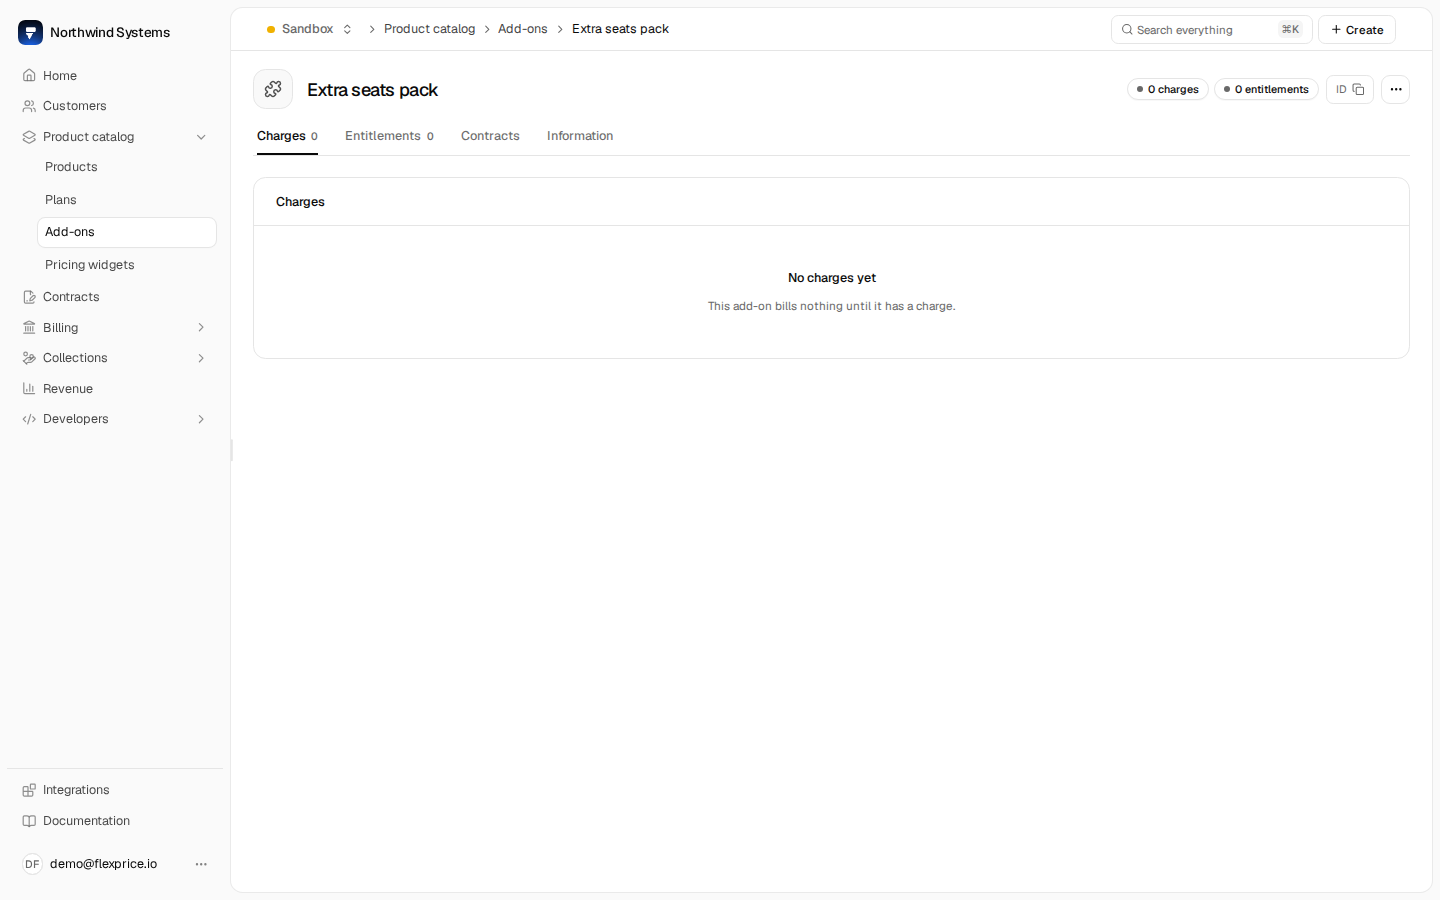 Northwind Systems
Home
Customers
Product catalog
Products
Plans
Add-ons
Pricing widgets
Contracts
Billing
Collections
Revenue
Developers
Integrations
Documentation
DF demo@flexprice.io
Sandbox Product catalog Add-ons Extra seats pack
Search everything ⌘K
Create
Extra seats pack
0 charges 0 entitlements ID
Charges 0 Entitlements 0 Contracts Information
Charges
No charges yet
This add-on bills nothing until it has a charge.